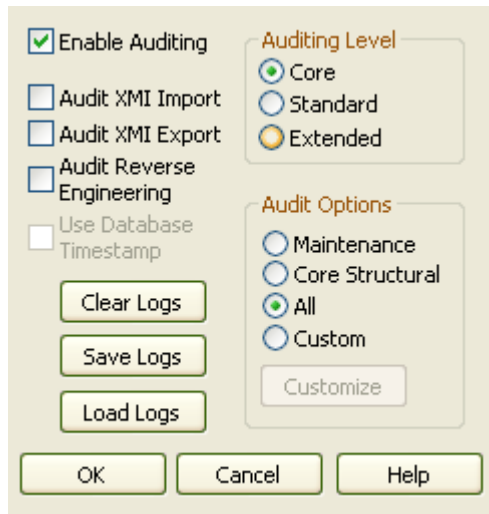 Enable Auditing
Audit XMI Import
Audit XMI Export
Audit Reverse
Engineering
Use Database
Timestamp
Clear Logs
Save Logs
Load Logs
Auditing Level
Core
Standard
Extended
Audit Options
Maintenance
Core Structural
All
Custom
Customize
OK
Cancel
Help